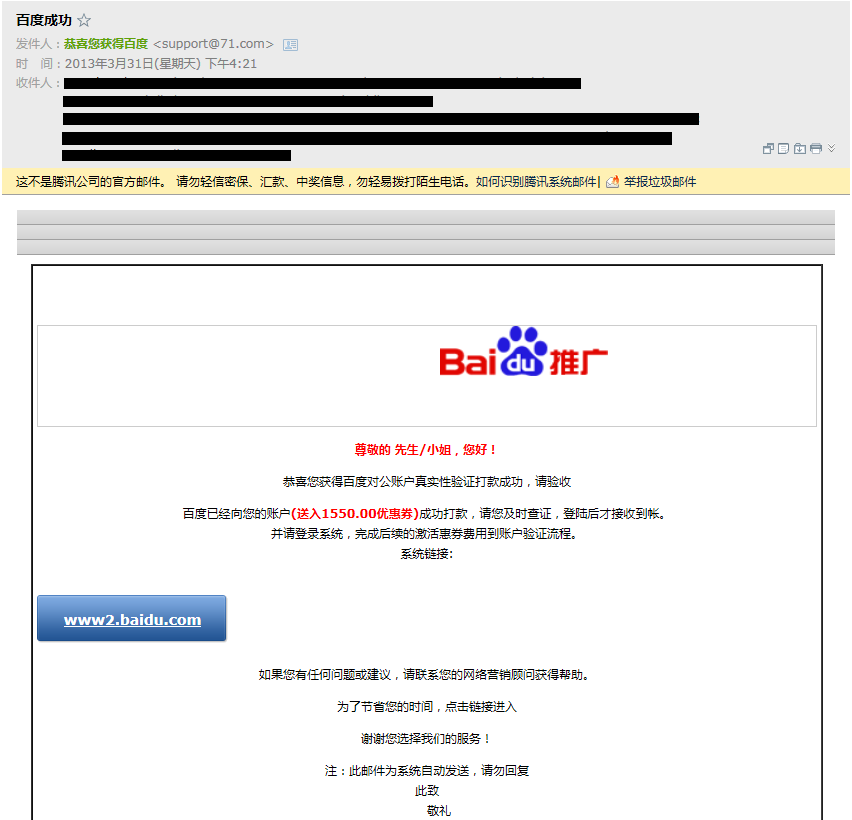 百度成功
发件人：恭喜您获得百度 <support@71.com>
时 间：2013年3月31日(星期天) 下午4:21
收件人：
这不是腾讯公司的官方邮件。 请勿轻信密保、汇款、中奖信息，勿轻易拨打陌生电话。如何识别腾讯系统邮件| 举报垃圾邮件
Bai du 推广
尊敬的 先生/小姐，您好！
恭喜您获得百度对公账户真实性验证打款成功，请验收
百度已经向您的账户(送入1550.00优惠券)成功打款，请您及时查证，登陆后才接收到帐。
并请登录系统，完成后续的激活惠券费用到账户验证流程。
系统链接：
www2.baidu.com
如果您有任何问题或建议，请联系您的网络营销顾问获得帮助。
为了节省您的时间，点击链接进入
谢谢您选择我们的服务！
注：此邮件为系统自动发送，请勿回复
此致
敬礼